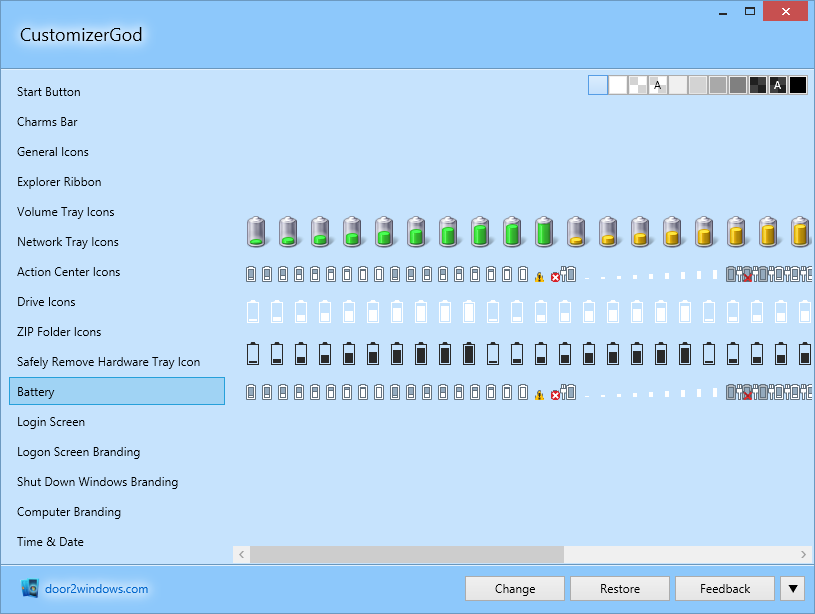 CustomizerGod
Start Button
A
A
Charms Bar
General Icons
Explorer Ribbon
Volume Tray Icons
Network Tray Icons
Action Center Icons
Drive Icons
ZIP Folder Icons
Safely Remove Hardware Tray Icon
Battery
Login Screen
Logon Screen Branding
Shut Down Windows Branding
Computer Branding
Time & Date
door2windows.com
Change
Restore
Feedback